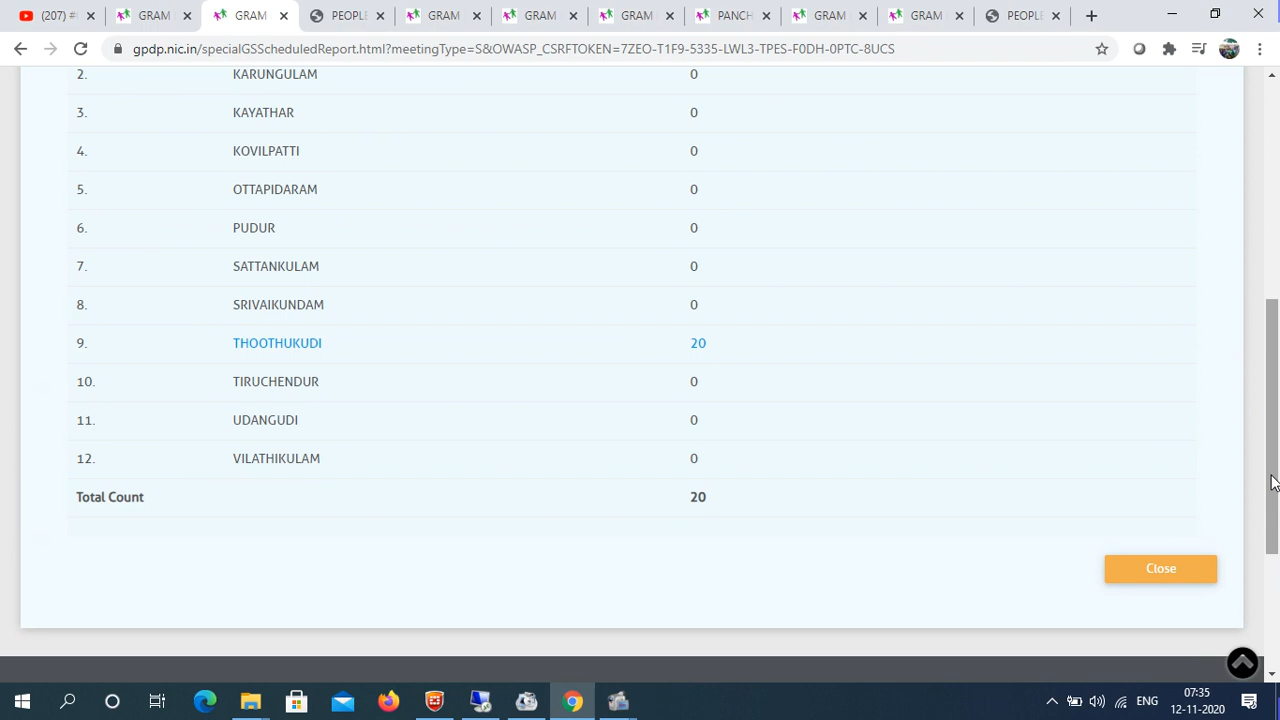 (207) #
GRAM
GRAM
PEOPLE
GRAM
GRAM
GRAM
PANCH
GRAM
GRAM
PEOPLE
gpdp.nic.in/specialGSScheduledReport.html?meetingType=S&OWASP_CSRFTOKEN=7ZEO-T1F9-5335-LWL3-TPES-F0DH-0PTC-8UCS
2. KARUNGULAM 0
3. KAYATHAR 0
4. KOVILPATTI 0
5. OTTAPIDARAM 0
6. PUDUR 0
7. SATTANKULAM 0
8. SRIVAIKUNDAM 0
9. THOOTHUKUDI 20
10. TIRUCHENDUR 0
11. UDANGUDI 0
12. VILATHIKULAM 0
Total Count 20
Close
ENG
07:35
12-11-2020